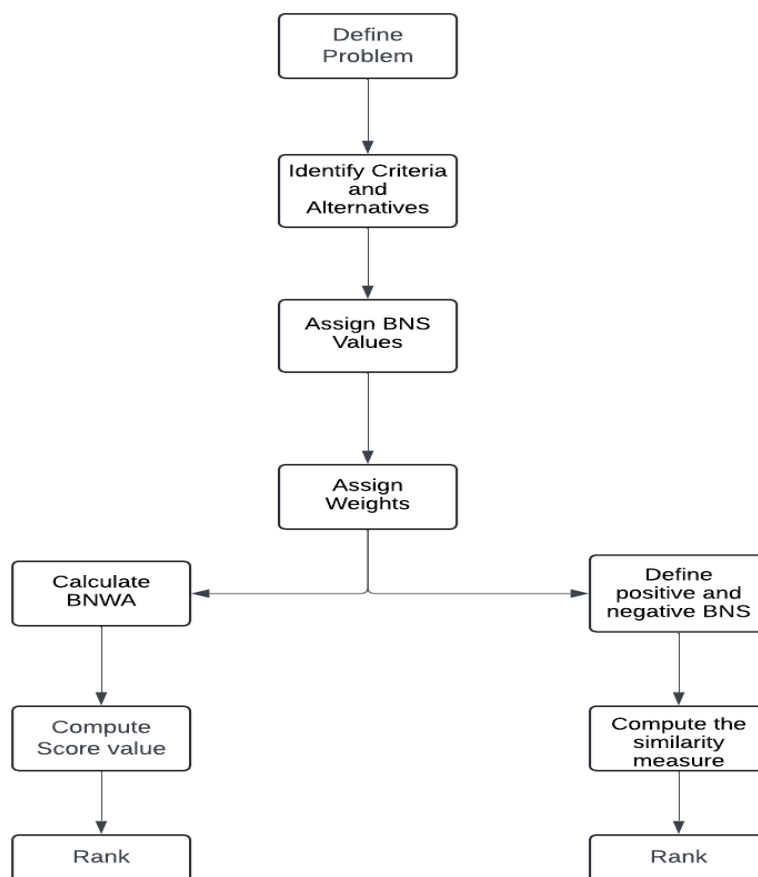 Define
Problem
Identify Criteria
and
Alternatives
Assign BNS
Values
Assign
Weights
Calculate
BNWA
Define
positive and
negative BNS
Compute
Score value
Compute the
similarity
measure
Rank
Rank